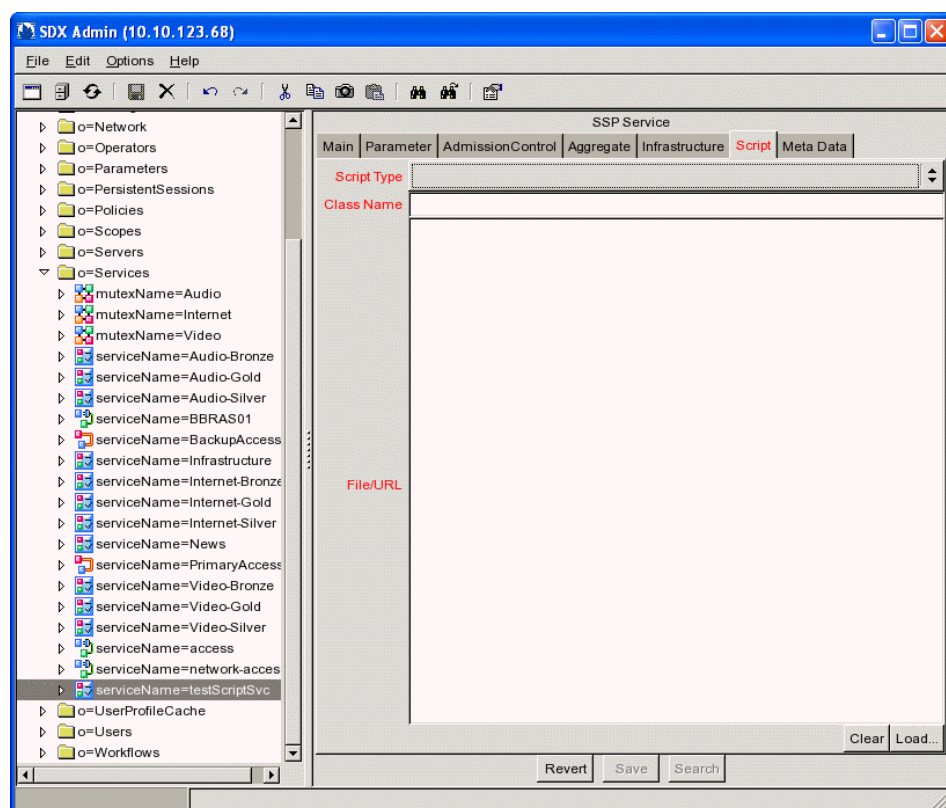 SDX Admin (10.10.123.68)
File Edit Options Help
o=Network
o=Operators
o=Parameters
o=PersistentSessions
o=Policies
o=Scopes
o=Servers
o=Services
mutexName=Audio
mutexName=Internet
mutexName=Video
serviceName=Audio-Bronze
serviceName=Audio-Gold
serviceName=Audio-Silver
serviceName=BBRAS01
serviceName=BackupAccess
serviceName=Infrastructure
serviceName=Internet-Bronze
serviceName=Internet-Gold
serviceName=Internet-Silver
serviceName=News
serviceName=PrimaryAccess
serviceName=Video-Bronze
serviceName=Video-Gold
serviceName=Video-Silver
serviceName=access
serviceName=network-acces
serviceName=testScriptSvc
o=UserProfileCache
o=Users
o=Workflows
SSP Service
Main Parameter AdmissionControl Aggregate Infrastructure Script Meta Data
Script Type
Class Name
File/URL
Clear Load...
Revert Save Search